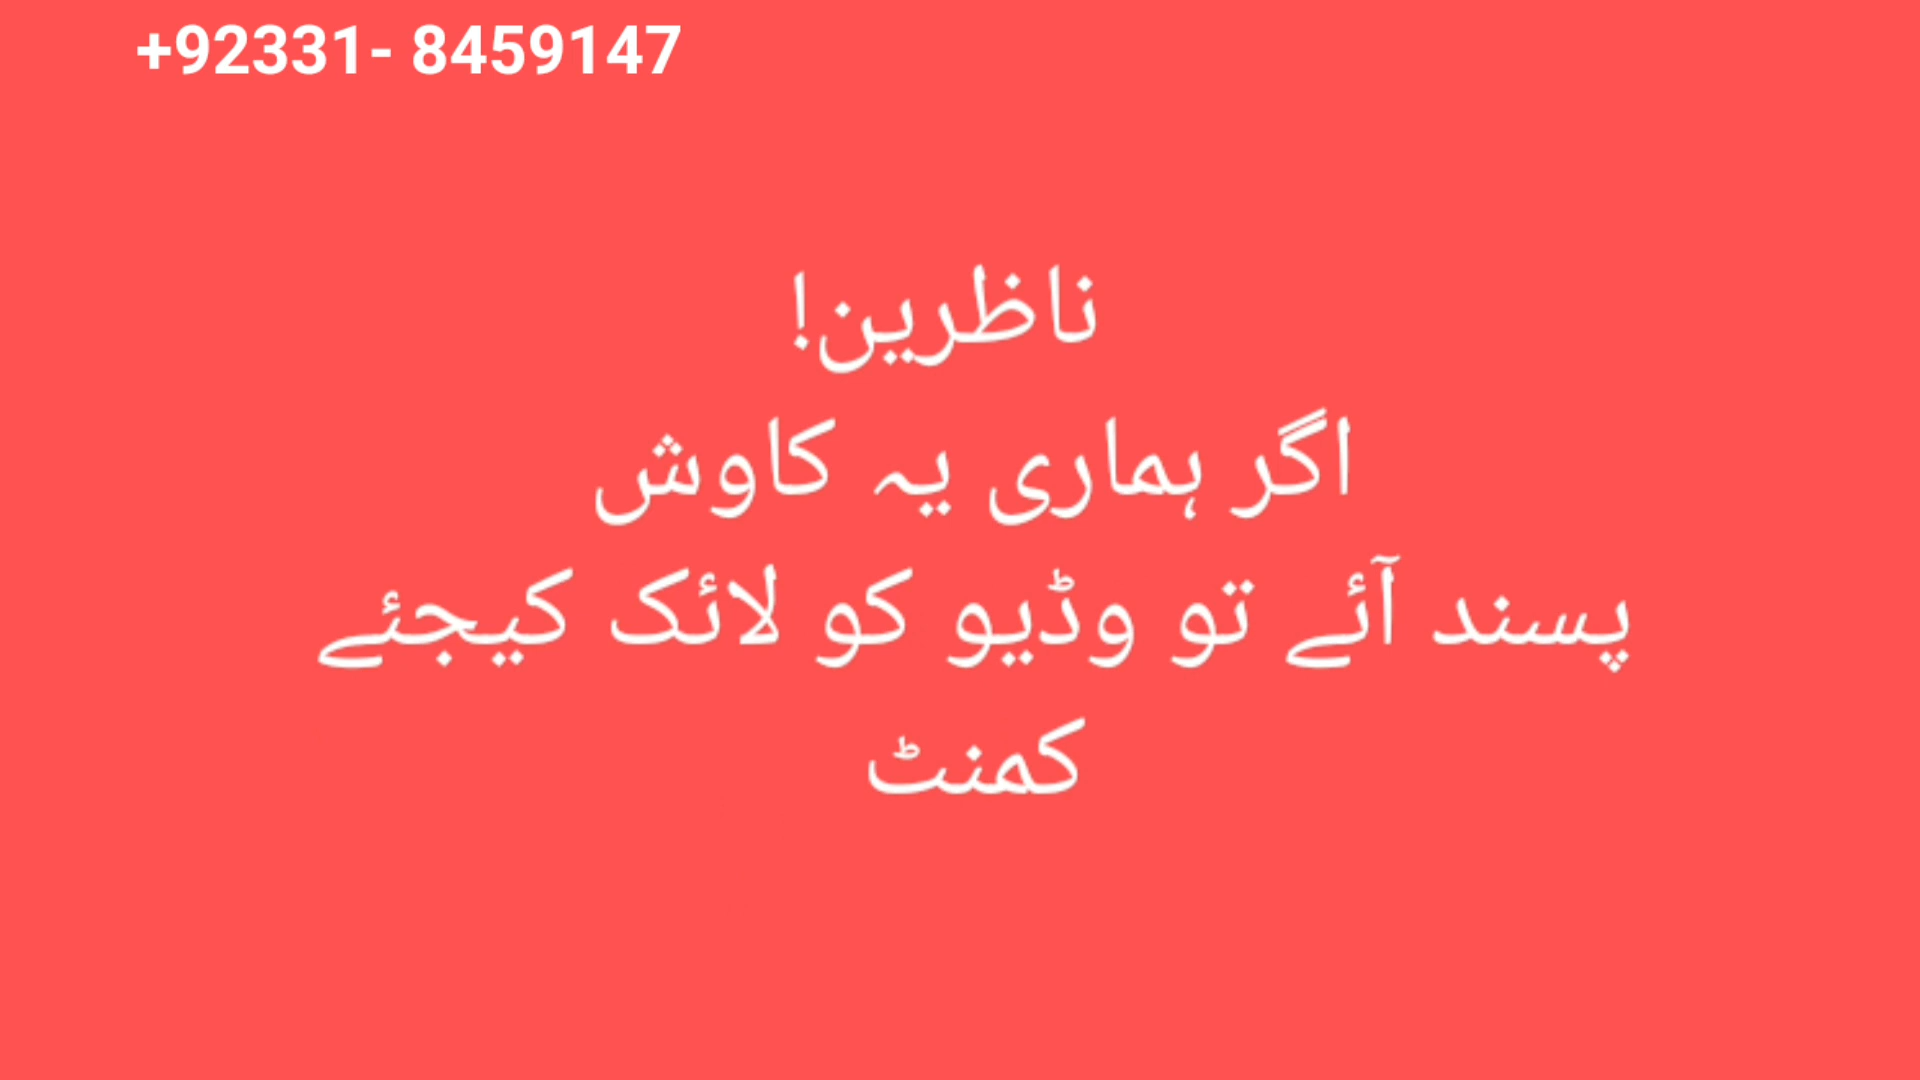 +92331- 8459147
ناظرین!
اگر ہماری یہ کاوش
پسند آئے تو وڈیو کو لائک کیجئے
کمنٹ